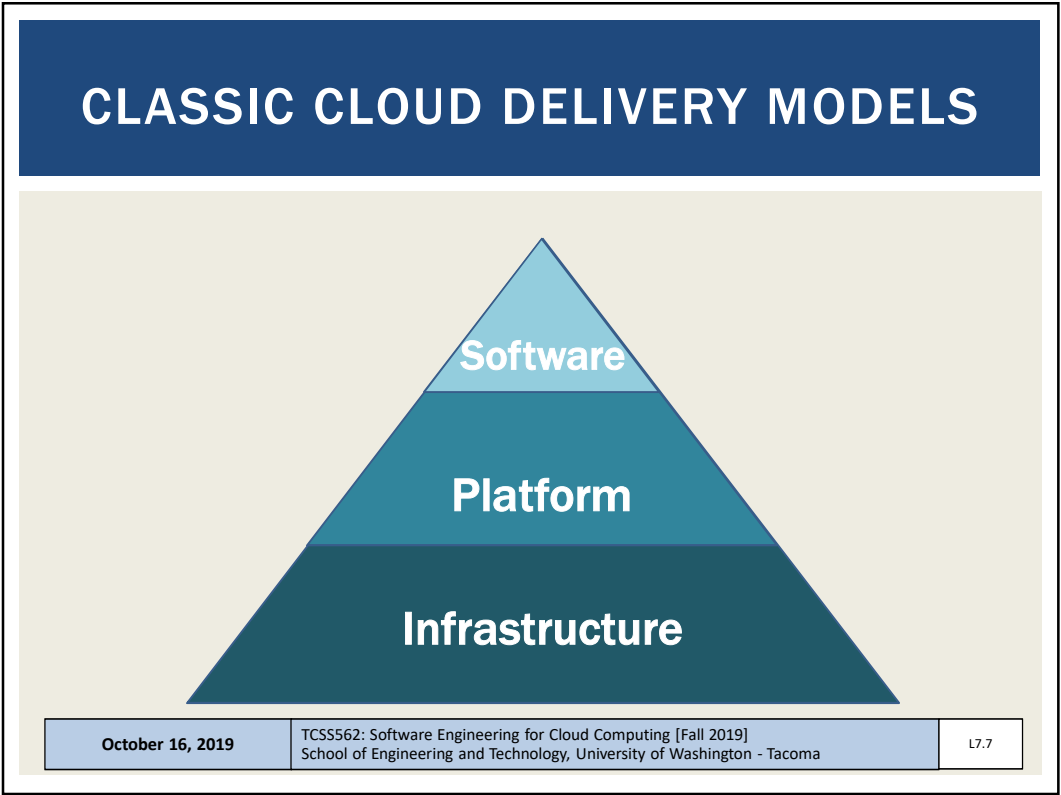 CLASSIC CLOUD DELIVERY MODELS
Software
Platform
Infrastructure
October 16, 2019
TCSS562: Software Engineering for Cloud Computing [Fall 2019]
School of Engineering and Technology, University of Washington - Tacoma
L7.7